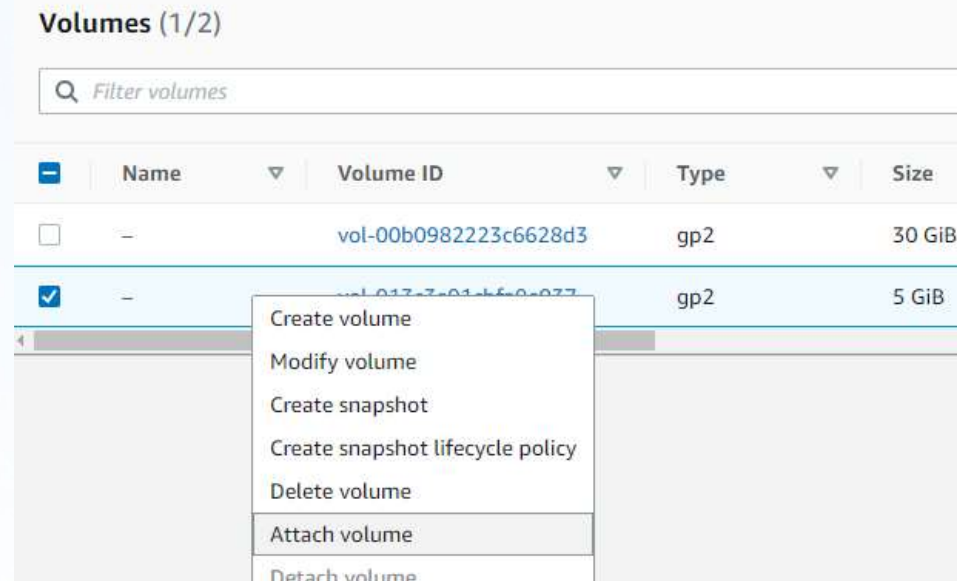 Volumes (1/2)
Filter volumes
Name Volume ID Type Size
– vol-00b0982223c6628d3 gp2 30 GiB
– gp2 5 GiB
Create volume
Modify volume
Create snapshot
Create snapshot lifecycle policy
Delete volume
Attach volume
Detach volume